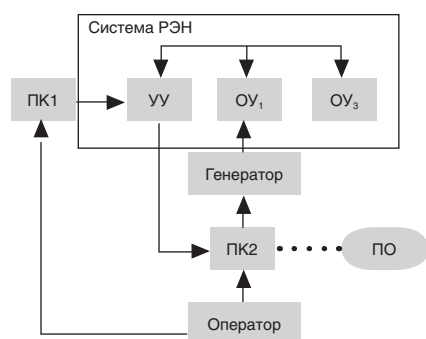 Система РЭН
ПК1
УУ
ОУ₁
ОУ₃
Генератор
ПК2
ПО
Оператор